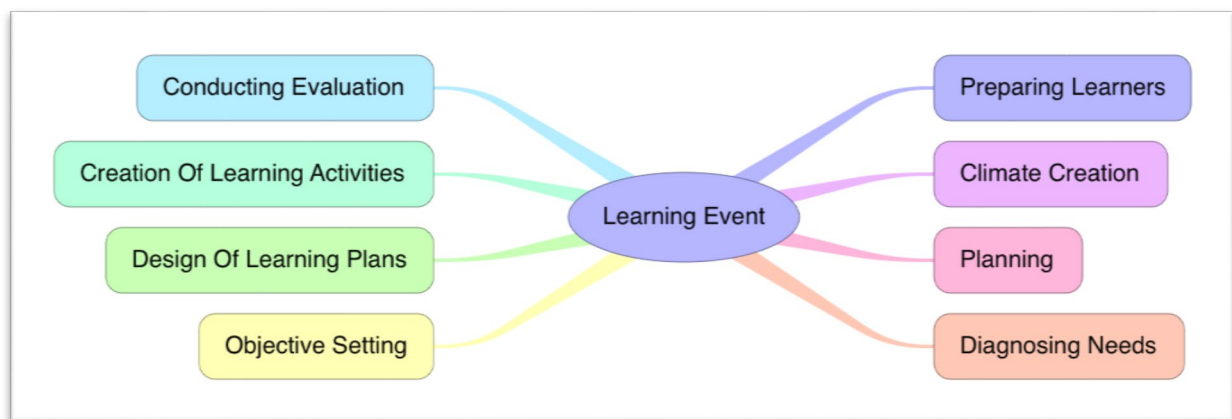 Conducting Evaluation
Creation Of Learning Activities
Design Of Learning Plans
Objective Setting
Learning Event
Preparing Learners
Climate Creation
Planning
Diagnosing Needs